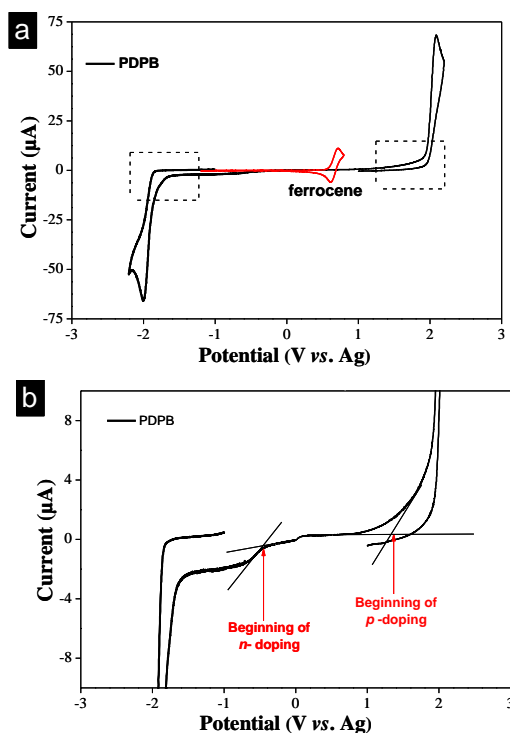 a
75
50
25
0
-25
-50
-75
PDPB
ferrocene
-3
-2
-1
0
1
2
3
Current (µA)
Potential (V vs. Ag)
b
8
4
0
-4
-8
PDPB
Beginning of
n- doping
Beginning of
p -doping
-3
-2
-1
0
1
2
3
Current (µA)
Potential (V vs. Ag)